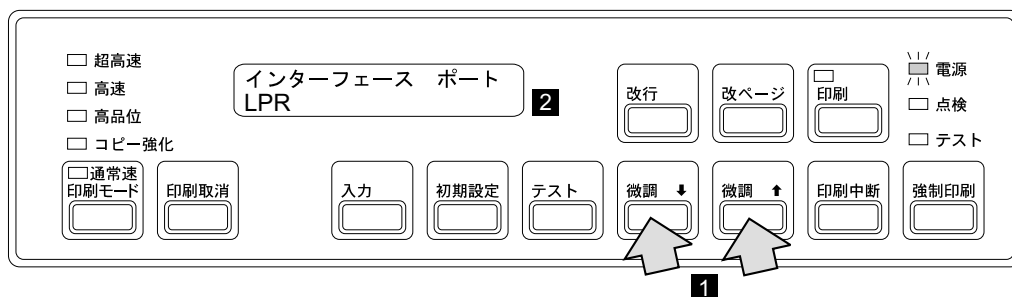 超高速
高速
高品位
コピー強化
インターフェース ポート
LPR
2
改行
改ページ
印刷
電源
点検
テスト
通常速
印刷モード
印刷取消
入力
初期設定
テスト
微調 ⬇
微調 ⬆
印刷中断
強制印刷
1